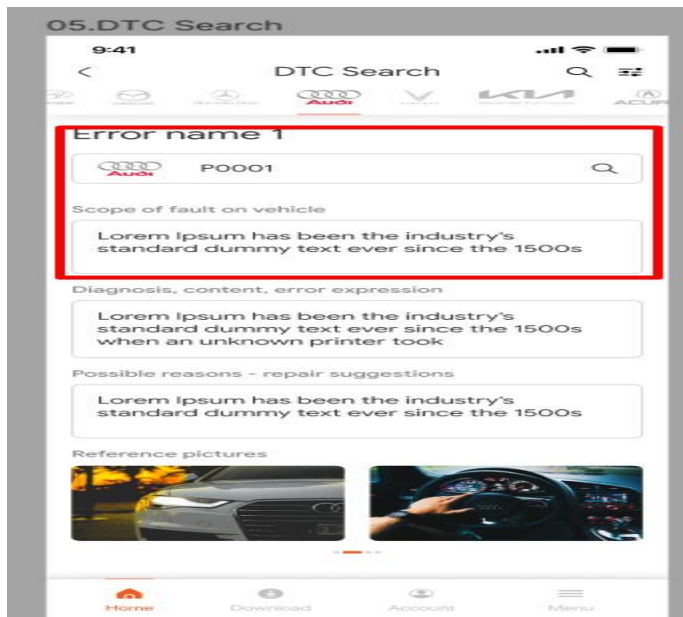 05.DTC Search
9:41
DTC Search
Audi
ACUR
Error name 1
Audi P0001
Scope of fault on vehicle
Lorem Ipsum has been the industry's
standard dummy text ever since the 1500s
Diagnosis, content, error expression
Lorem Ipsum has been the industry's
standard dummy text ever since the 1500s
when an unknown printer took
Possible reasons - repair suggestions
Lorem Ipsum has been the industry's
standard dummy text ever since the 1500s
Reference pictures
Home Download Account Menu